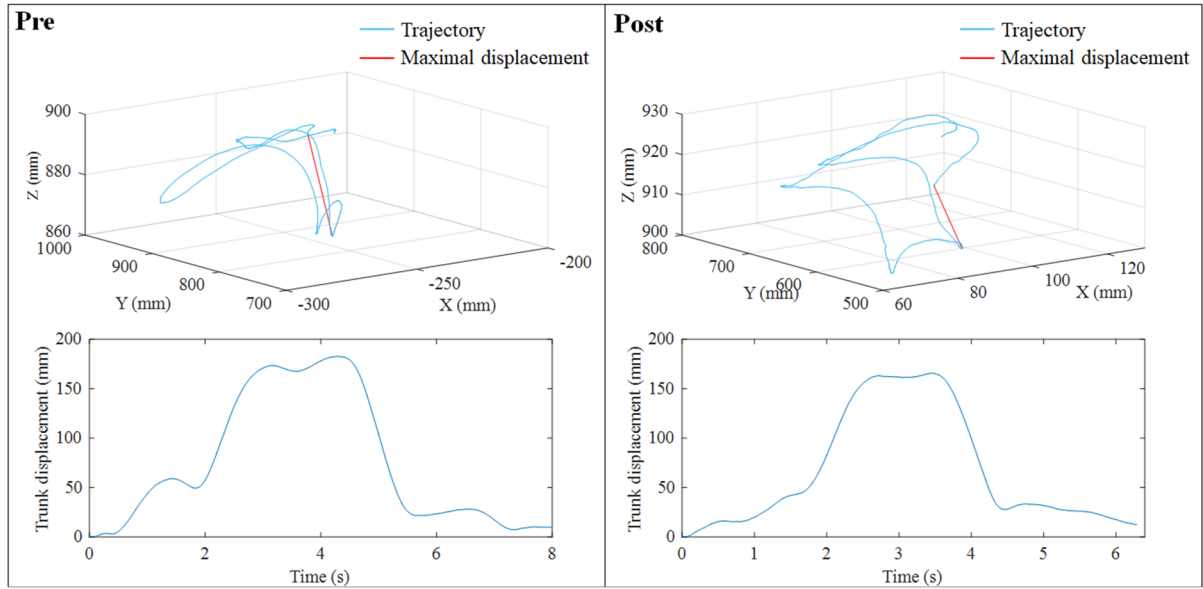 Pre
Trajectory
Maximal displacement
900
880
860
Z (mm)
1000
900
800
700
Y (mm)
-300
-250
-200
X (mm)
200
150
100
50
0
Trunk displacement (mm)
0
2
4
6
8
Time (s)
Post
Trajectory
Maximal displacement
930
920
910
900
Z (mm)
800
700
600
500
Y (mm)
60
80
100
120
X (mm)
200
150
100
50
0
Trunk displacement (mm)
0
1
2
3
4
5
6
Time (s)